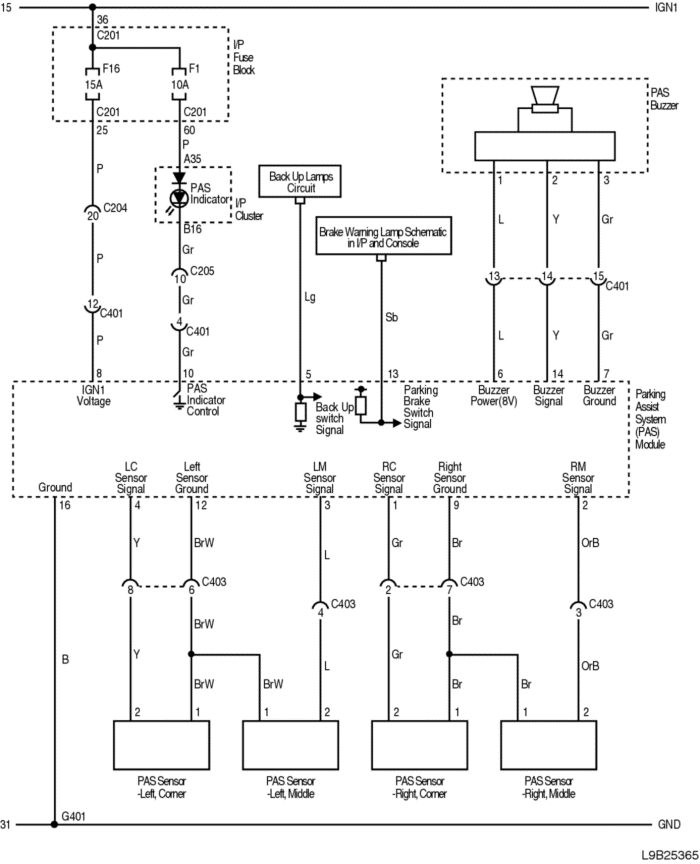 15
IGN1
36
C201
I/P
Fuse
Block
F16
F1
15A
10A
C201
C201
25
60
P
P
A35
PAS
Indicator
I/P
Cluster
B16
C204
20
Gr
C205
10
P
Gr
12
C401
4
C401
P
Gr
Back Up Lamps
Circuit
Brake Warning Lamp Schematic
in I/P and Console
Lg
Sb
PAS
Buzzer
1
2
3
L
Y
Gr
13
14
15
C401
L
Y
Gr
8
10
5
13
6
14
7
IGN1
Voltage
PAS
Indicator
Control
Back Up
switch
Signal
Parking
Brake
Switch
Signal
Buzzer
Power(8V)
Buzzer
Signal
Buzzer
Ground
Parking
Assist
System
(PAS)
Module
Ground
LC
Sensor
Signal
Left
Sensor
Ground
LM
Sensor
Signal
RC
Sensor
Signal
Right
Sensor
Ground
RM
Sensor
Signal
16
4
12
3
1
9
2
Y
BrW
L
Gr
Br
OrB
8
6
C403
2
7
C403
4
C403
3
C403
BrW
Br
B
Y
BrW
BrW
L
Gr
Br
Br
OrB
2
1
1
2
2
1
1
2
PAS Sensor
-Left, Corner
PAS Sensor
-Left, Middle
PAS Sensor
-Right, Corner
PAS Sensor
-Right, Middle
31
G401
GND
L9B25365